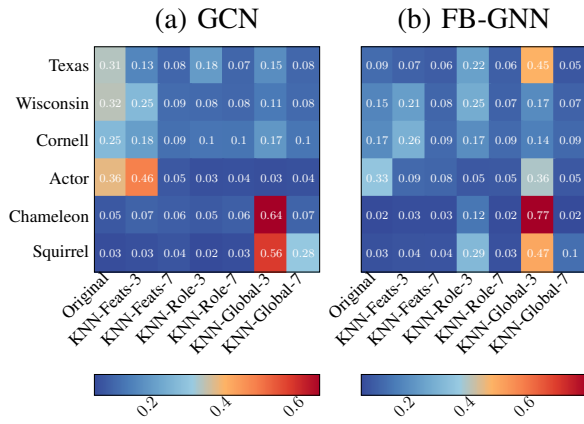 (a) GCN
(b) FB-GNN
Texas 0.31 0.13 0.08 0.18 0.07 0.15 0.08 0.09 0.07 0.06 0.22 0.06 0.45 0.05
Wisconsin 0.32 0.25 0.09 0.08 0.08 0.11 0.08 0.15 0.21 0.08 0.25 0.07 0.17 0.07
Cornell 0.25 0.18 0.09 0.1 0.1 0.17 0.1 0.17 0.26 0.09 0.17 0.09 0.14 0.09
Actor 0.36 0.46 0.05 0.03 0.04 0.03 0.04 0.33 0.09 0.08 0.05 0.05 0.36 0.05
Chameleon 0.05 0.07 0.06 0.05 0.06 0.64 0.07 0.02 0.03 0.03 0.12 0.02 0.77 0.02
Squirrel 0.03 0.03 0.04 0.02 0.03 0.56 0.28 0.03 0.04 0.04 0.29 0.03 0.47 0.1
Original
KNN-Feats-3
KNN-Feats-7
KNN-Role-3
KNN-Role-7
KNN-Global-3
KNN-Global-7
Original
KNN-Feats-3
KNN-Feats-7
KNN-Role-3
KNN-Role-7
KNN-Global-3
KNN-Global-7
0.2 0.4 0.6
0.2 0.4 0.6